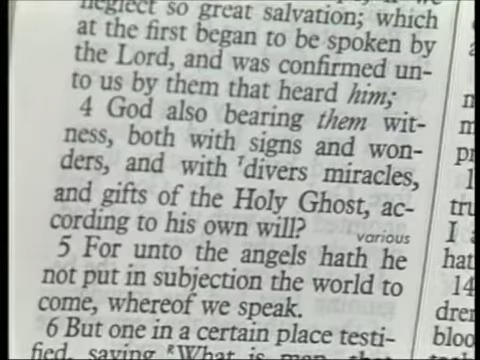 neglect so great salvation; which
at the first began to be spoken by
the Lord, and was confirmed un-
to us by them that heard him;
4 God also bearing them wit-
ness, both with signs and won-
ders, and with ᵀdivers miracles,
and gifts of the Holy Ghost, ac-
cording to his own will?
various
5 For unto the angels hath he
not put in subjection the world to
come, whereof we speak.
6 But one in a certain place testi-
fied, saying, ᴿWhat is man, that
tru
I
hat
14
drer
bloo